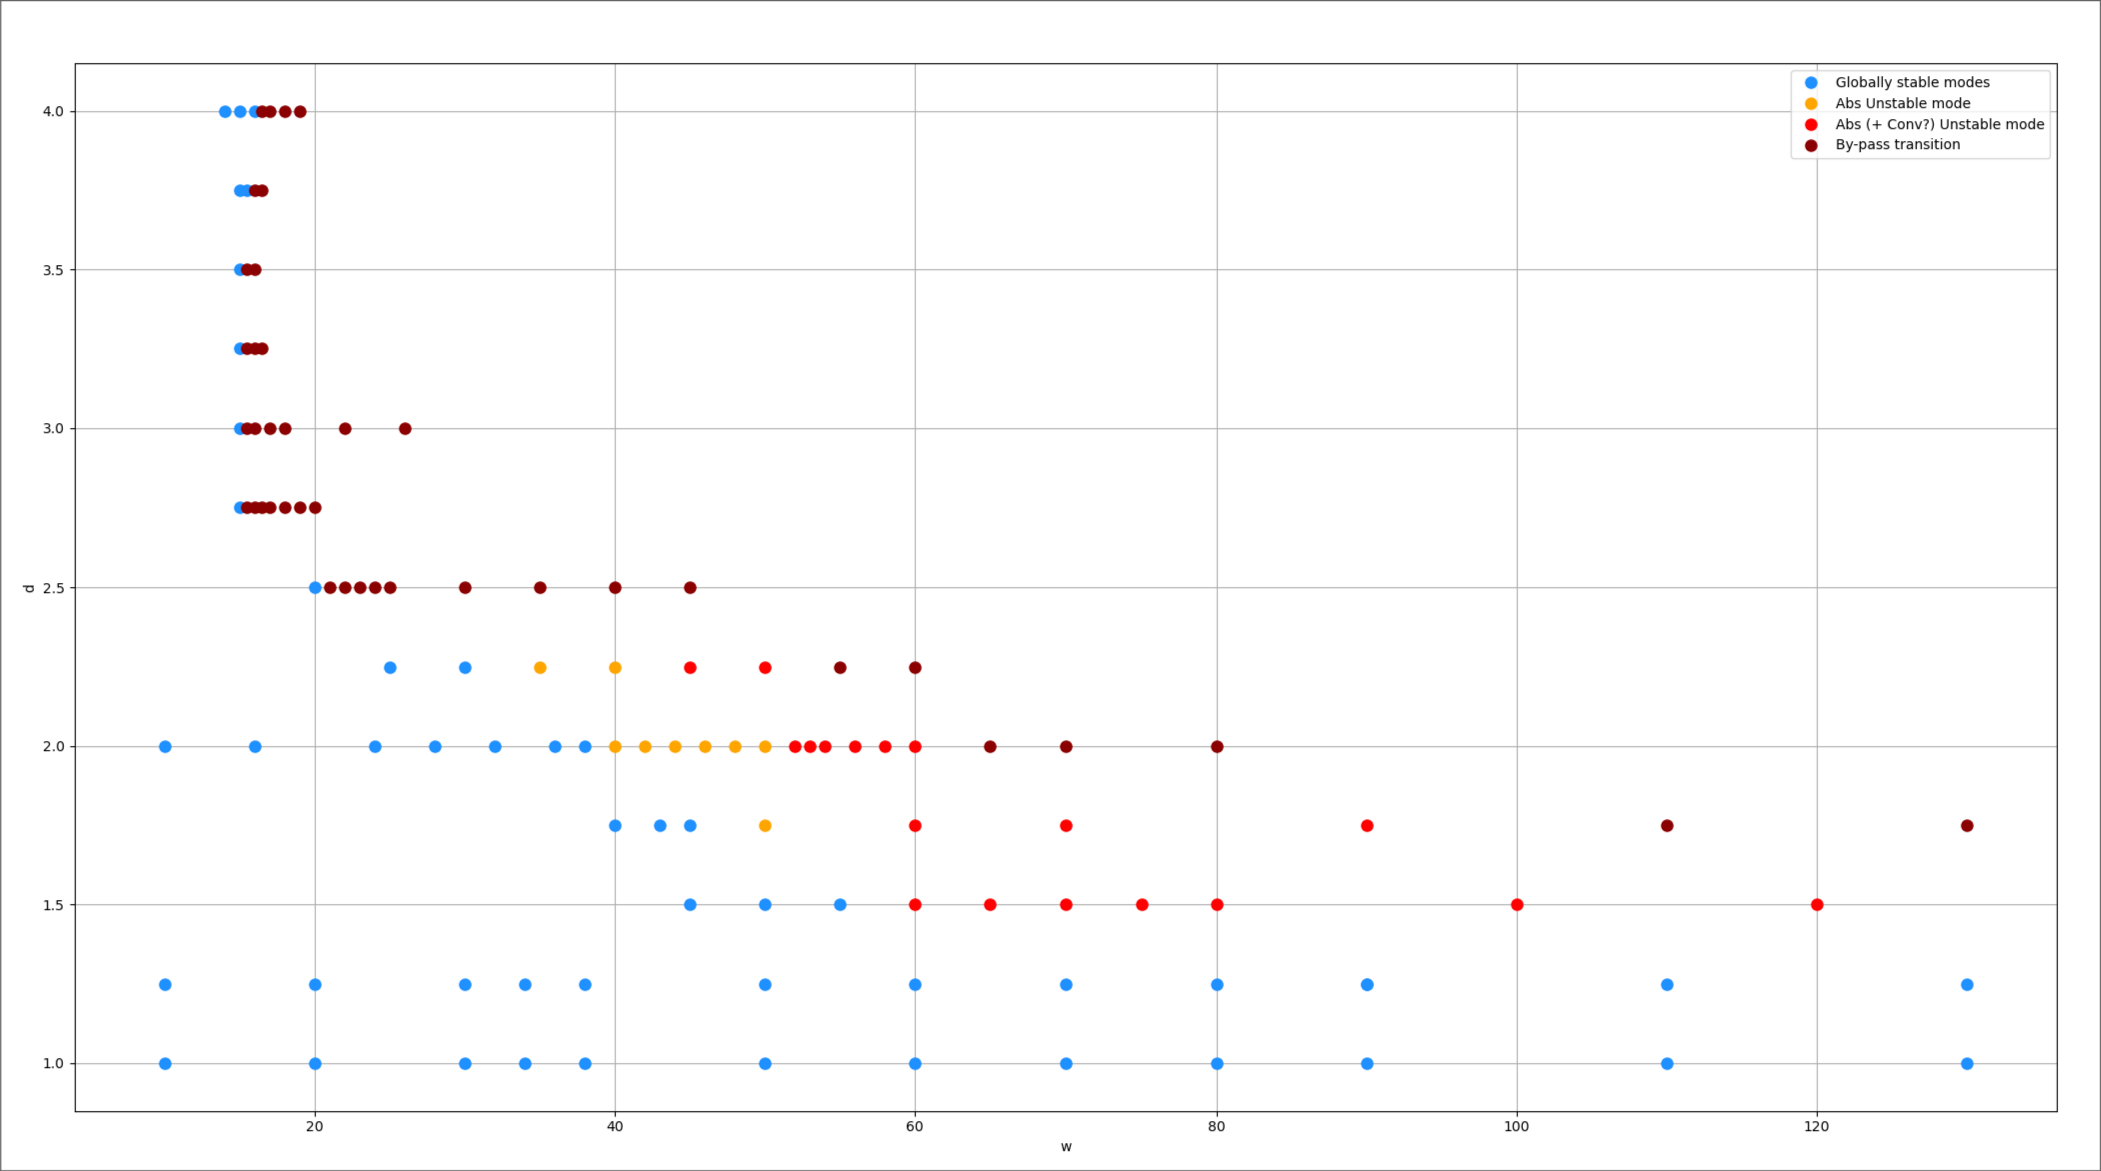 Globally stable modes
Abs Unstable mode
Abs (+ Conv?) Unstable mode
By-pass transition
4.0
3.5
3.0
2.5
d
2.0
1.5
1.0
20 40 60 80 100 120
w